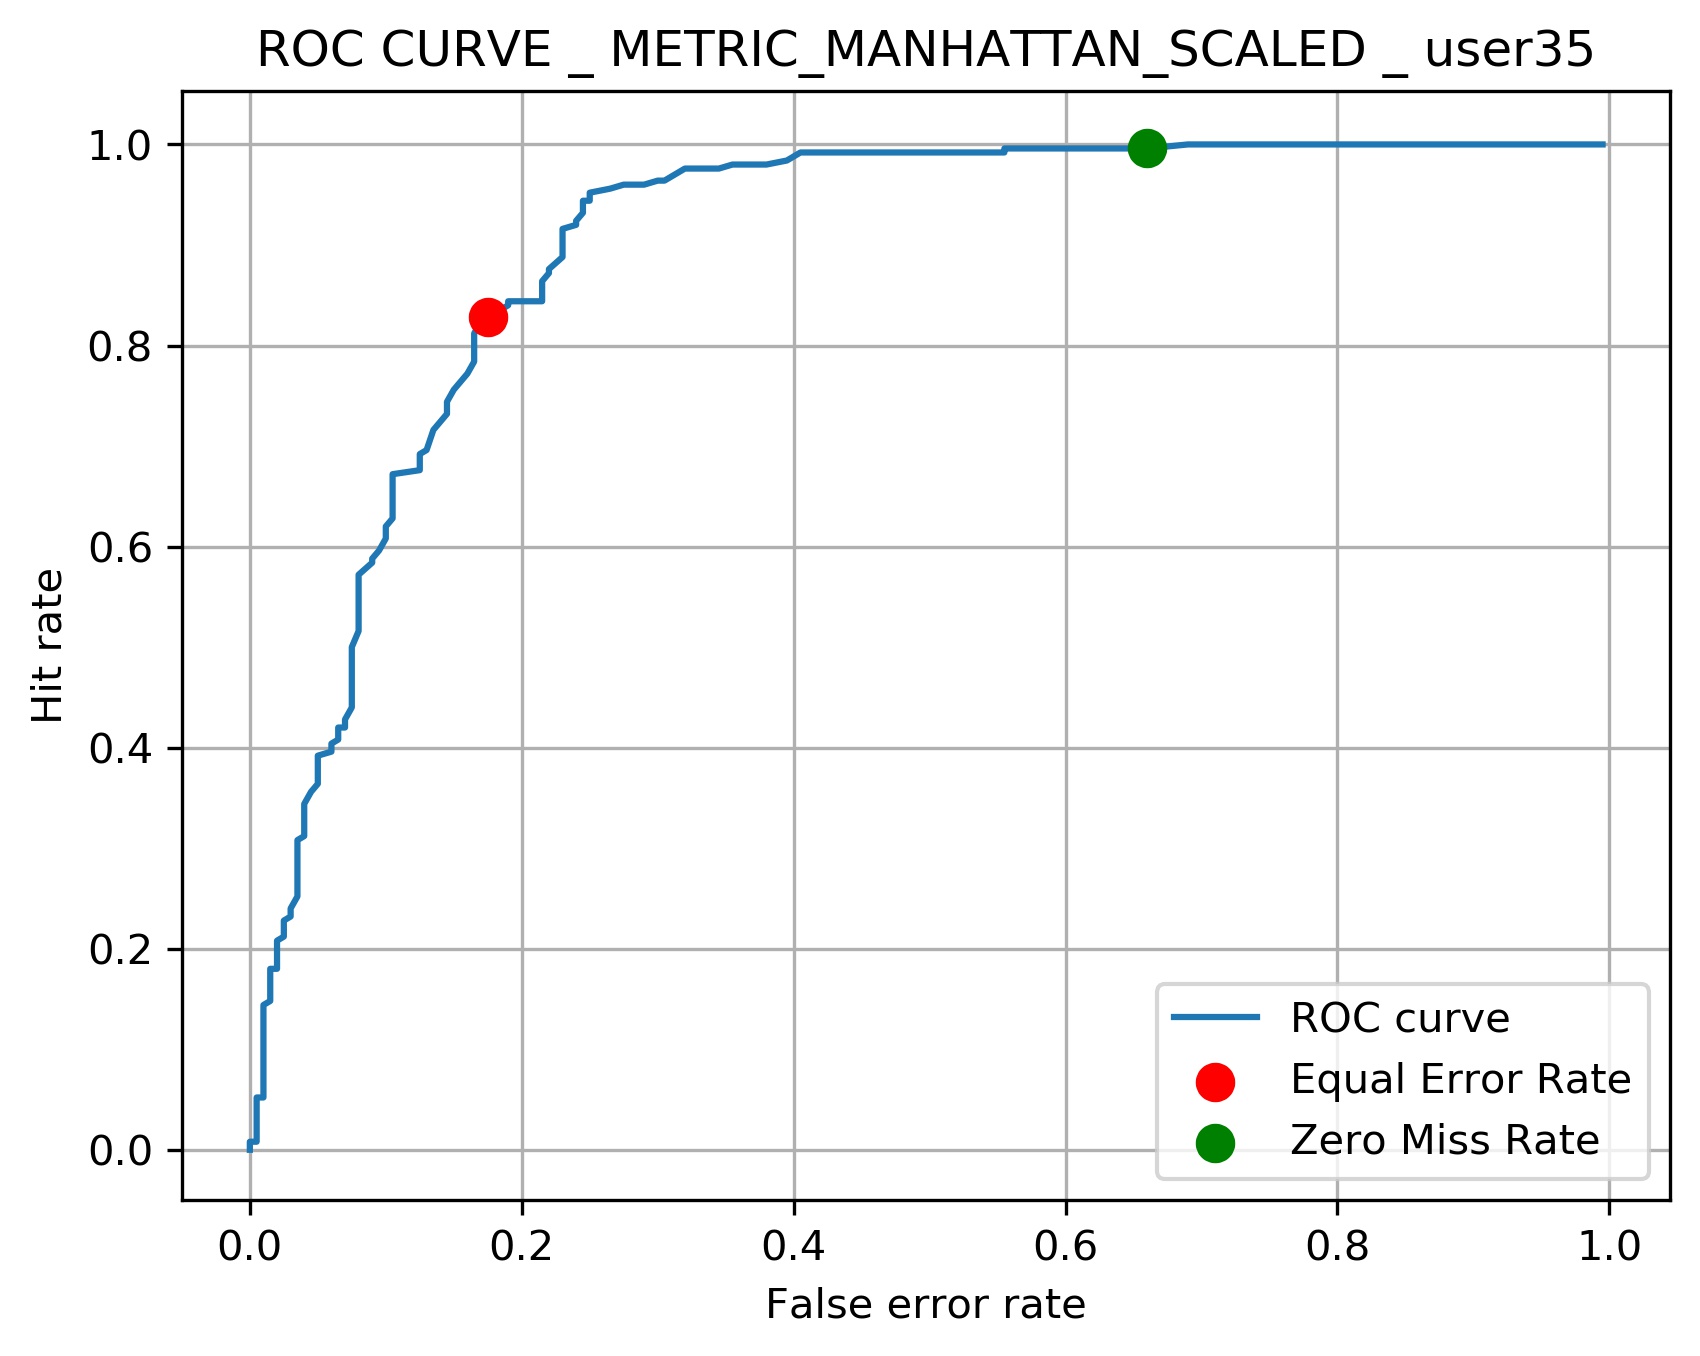 ROC CURVE _ METRIC_MANHATTAN_SCALED _ user35
1.0
0.8
0.6
0.4
0.2
0.0
Hit rate
ROC curve
Equal Error Rate
Zero Miss Rate
0.0 0.2 0.4 0.6 0.8 1.0
False error rate